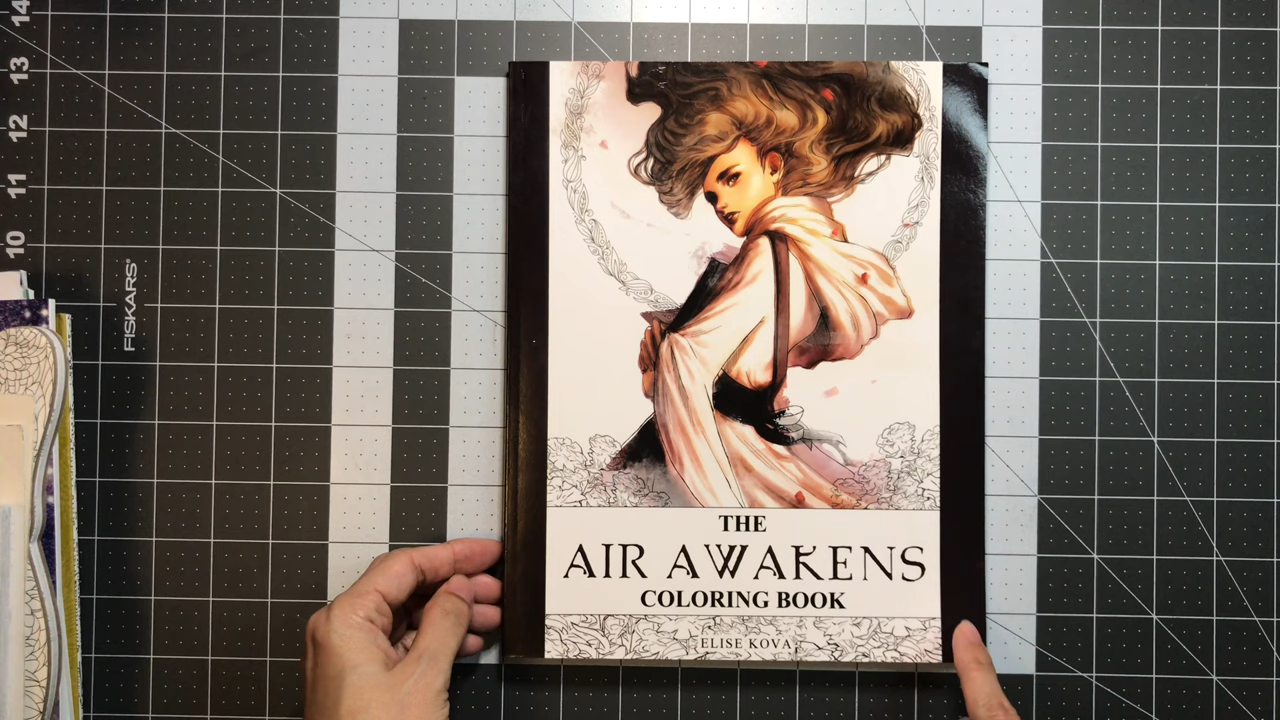 14
13
12
11
10
FISKARS®
THE
AIR AWAKENS
COLORING BOOK
ELISE KOVA